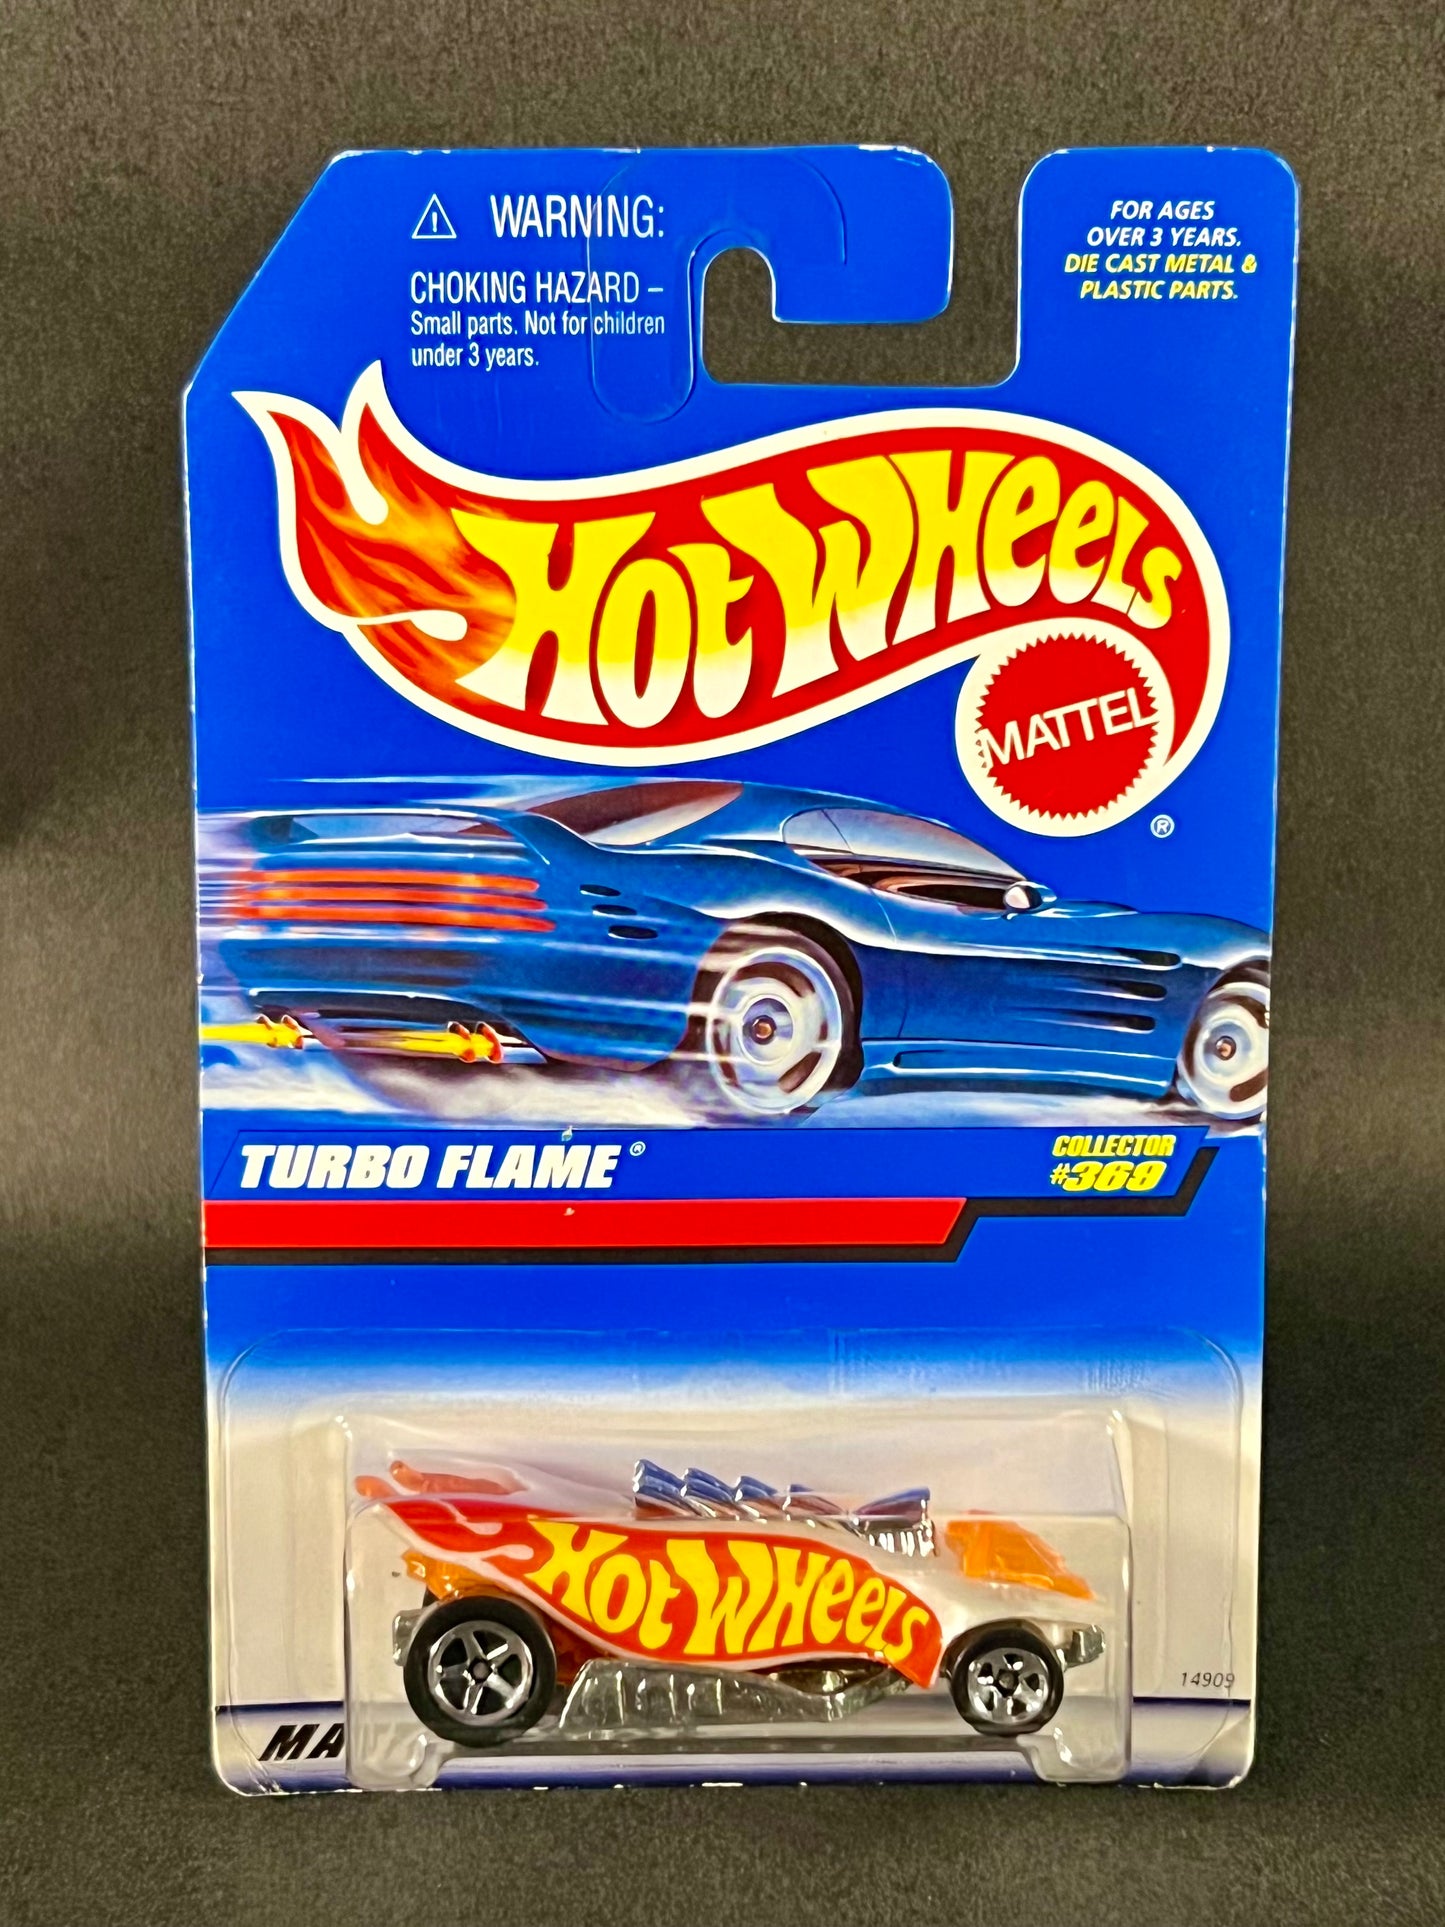 ⚠ WARNING:
CHOKING HAZARD –
Small parts. Not for children
under 3 years.
FOR AGES
OVER 3 YEARS.
DIE CAST METAL &
PLASTIC PARTS.
HOT WHEELS
MATTEL
®
TURBO FLAME®
COLLECTOR
#369
HOT WHEELS
14909